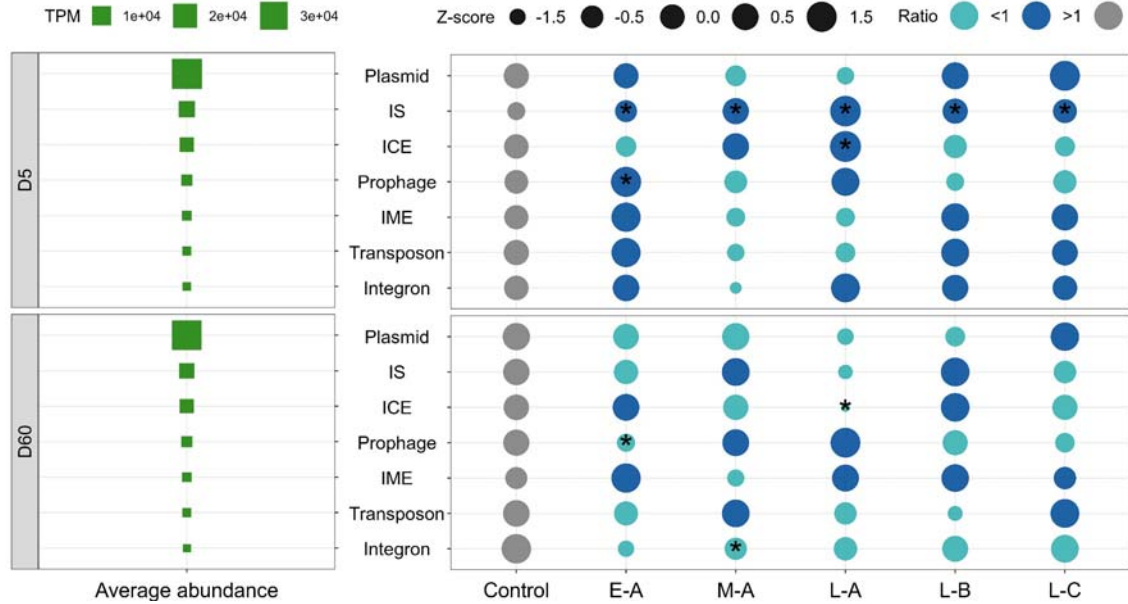 TPM 1e+04 2e+04 3e+04 Z-score -1.5 -0.5 0.0 0.5 1.5 Ratio <1 >1
D5
Plasmid
IS * * * * *
ICE *
Prophage *
IME
Transposon
Integron
D60
Plasmid
IS
ICE *
Prophage *
IME
Transposon
Integron *
Average abundance Control E-A M-A L-A L-B L-C